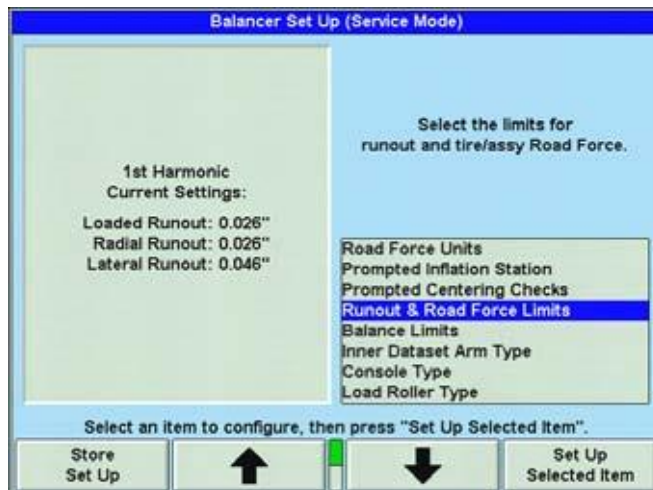 Balancer Set Up (Service Mode)
1st Harmonic
Current Settings:
Loaded Runout: 0.026"
Radial Runout: 0.026"
Lateral Runout: 0.046"
Select the limits for
runout and tire/assy Road Force.
Road Force Units
Prompted Inflation Station
Prompted Centering Checks
Runout & Road Force Limits
Balance Limits
Inner Dataset Arm Type
Console Type
Load Roller Type
Select an item to configure, then press "Set Up Selected Item".
Store
Set Up
Set Up
Selected Item